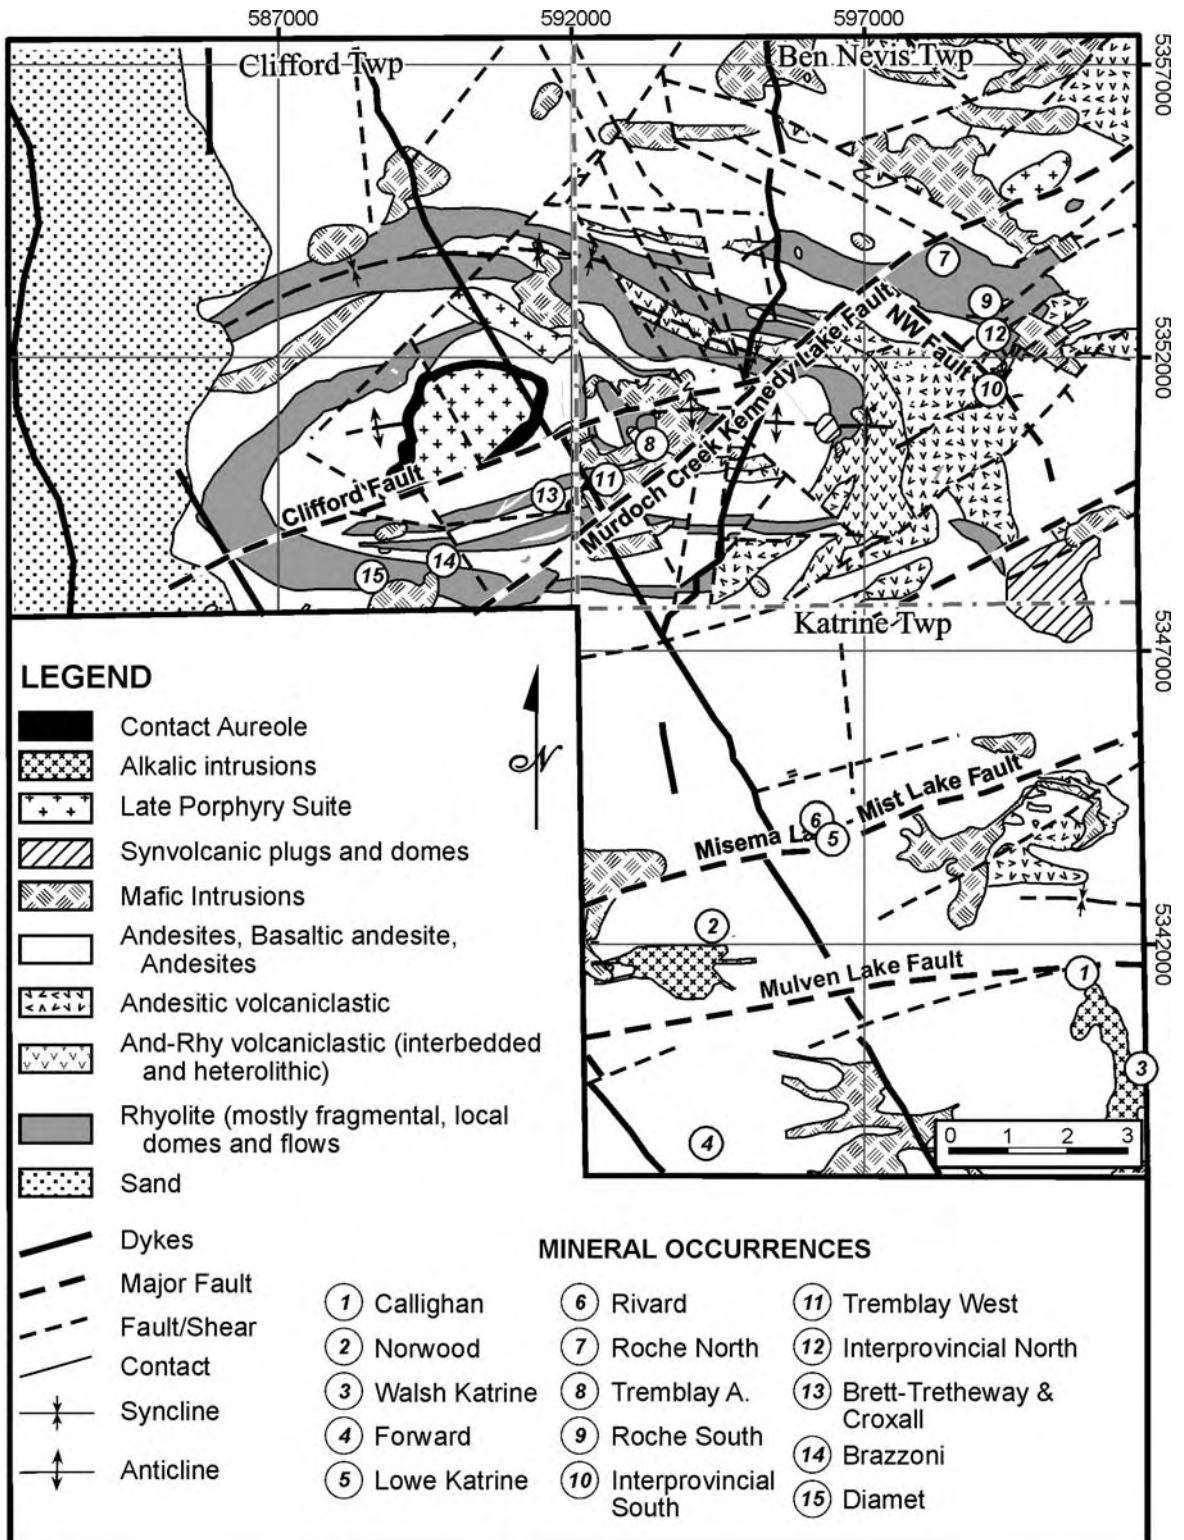 587000
592000
597000
Clifford Twp
Ben Nevis Twp
5357000
7
9
NW Fault
12
5352000
10
Murdoch Creek Kennedy Lake Fault
8
11
Clifford Fault
13
14
15
Katrine Twp
5347000
6
Mist Lake Fault
5
Misema La
2
5342000
Mulven Lake Fault
1
3
4
0 1 2 3
LEGEND
N
Contact Aureole
Alkalic intrusions
Late Porphyry Suite
Synvolcanic plugs and domes
Mafic Intrusions
Andesites, Basaltic andesite,
Andesites
Andesitic volcaniclastic
And-Rhy volcaniclastic (interbedded
and heterolithic)
Rhyolite (mostly fragmental, local
domes and flows
Sand
Dykes
Major Fault
Fault/Shear
Contact
Syncline
Anticline
MINERAL OCCURRENCES
1 Callighan
2 Norwood
3 Walsh Katrine
4 Forward
5 Lowe Katrine
6 Rivard
7 Roche North
8 Tremblay A.
9 Roche South
10 Interprovincial
South
11 Tremblay West
12 Interprovincial North
13 Brett-Tretheway &
Croxall
14 Brazzoni
15 Diamet